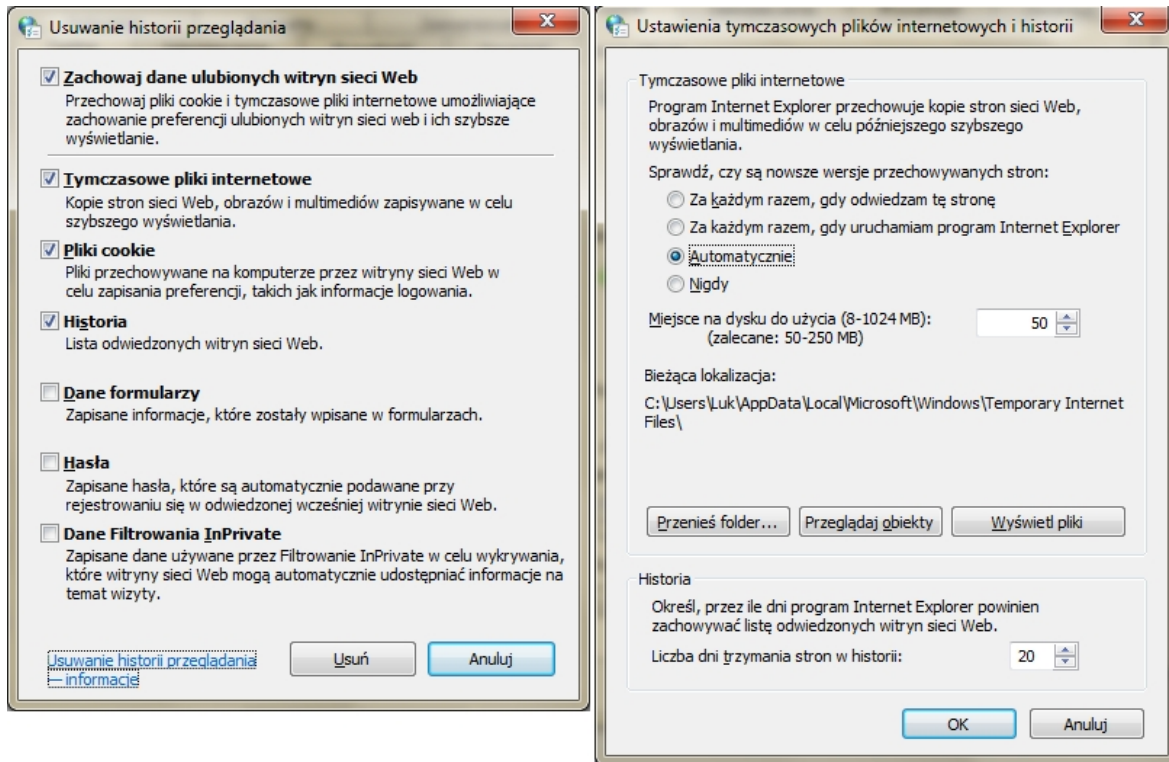 Usuwanie historii przeglądania
Zachowaj dane ulubionych witryn sieci Web
Przechowaj pliki cookie i tymczasowe pliki internetowe umożliwiające
zachowanie preferencji ulubionych witryn sieci web i ich szybsze
wyświetlanie.
Tymczasowe pliki internetowe
Kopie stron sieci Web, obrazów i multimediów zapisywane w celu
szybszego wyświetlania.
Pliki cookie
Pliki przechowywane na komputerze przez witryny sieci Web w
celu zapisania preferencji, takich jak informacje logowania.
Historia
Lista odwiedzonych witryn sieci Web.
Dane formularzy
Zapisane informacje, które zostały wpisane w formularzach.
Hasła
Zapisane hasła, które są automatycznie podawane przy
rejestrowaniu się w odwiedzonej wcześniej witrynie sieci Web.
Dane Filtrowania InPrivate
Zapisane dane używane przez Filtrowanie InPrivate w celu wykrywania,
które witryny sieci Web mogą automatycznie udostępniać informacje na
temat wizyty.
Usuwanie historii przeglądania
— informacje
Usuń
Anuluj
Ustawienia tymczasowych plików internetowych i historii
Tymczasowe pliki internetowe
Program Internet Explorer przechowuje kopie stron sieci Web,
obrazów i multimediów w celu późniejszego szybszego
wyświetlania.
Sprawdź, czy są nowsze wersje przechowywanych stron:
Za każdym razem, gdy odwiedzam tę stronę
Za każdym razem, gdy uruchamiam program Internet Explorer
Automatycznie
Nigdy
Miejsce na dysku do użycia (8-1024 MB): 50
(zalecane: 50-250 MB)
Bieżąca lokalizacja:
C:\Users\Luk\AppData\Local\Microsoft\Windows\Temporary Internet
Files\
Przenieś folder... Przeglądaj obiekty Wyświetl pliki
Historia
Określ, przez ile dni program Internet Explorer powinien
zachowywać listę odwiedzonych witryn sieci Web.
Liczba dni trzymania stron w historii: 20
OK Anuluj